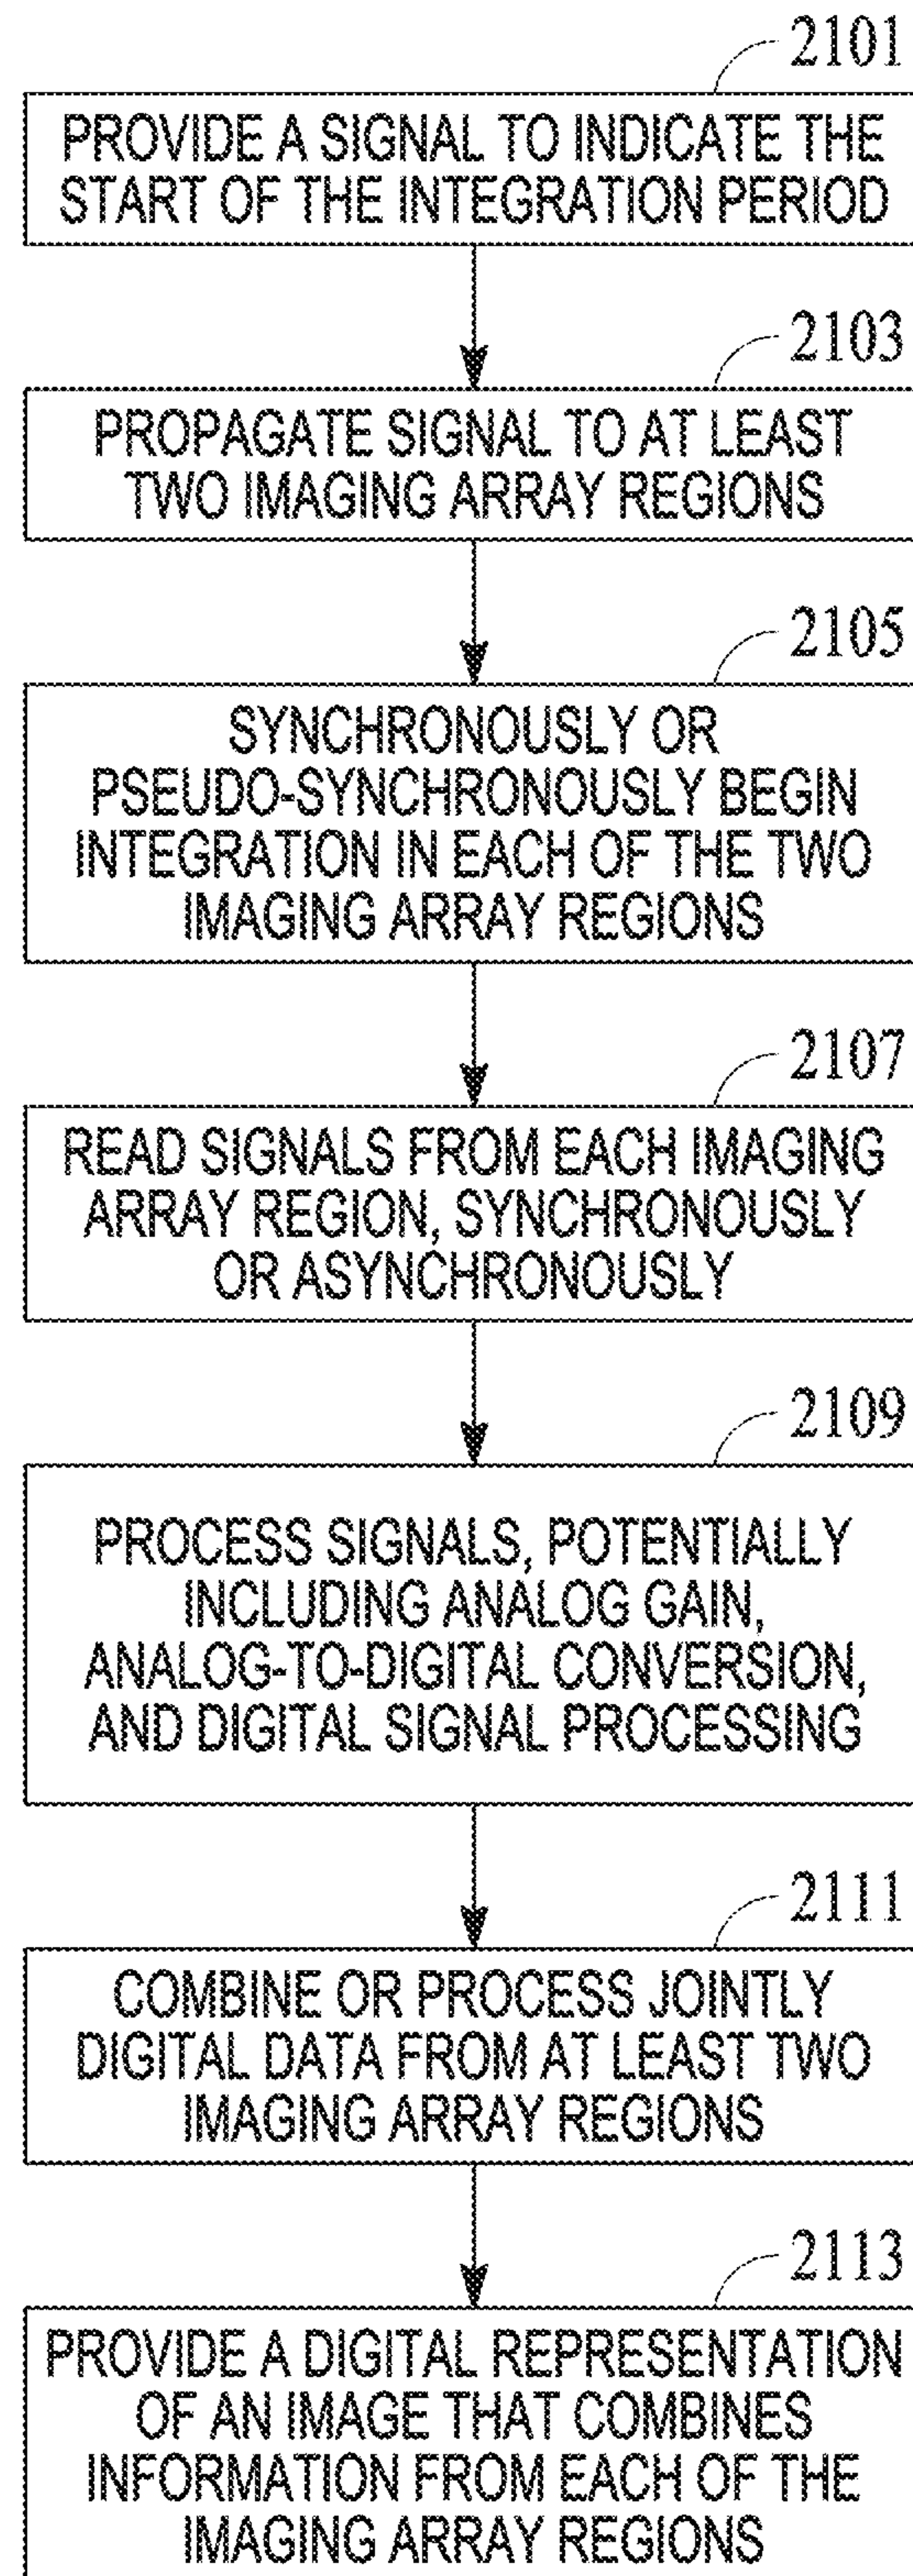 2101
PROVIDE A SIGNAL TO INDICATE THE
START OF THE INTEGRATION PERIOD
2103
PROPAGATE SIGNAL TO AT LEAST
TWO IMAGING ARRAY REGIONS
2105
SYNCHRONOUSLY OR
PSEUDO-SYNCHRONOUSLY BEGIN
INTEGRATION IN EACH OF THE TWO
IMAGING ARRAY REGIONS
2107
READ SIGNALS FROM EACH IMAGING
ARRAY REGION, SYNCHRONOUSLY
OR ASYNCHRONOUSLY
2109
PROCESS SIGNALS, POTENTIALLY
INCLUDING ANALOG GAIN,
ANALOG-TO-DIGITAL CONVERSION,
AND DIGITAL SIGNAL PROCESSING
2111
COMBINE OR PROCESS JOINTLY
DIGITAL DATA FROM AT LEAST TWO
IMAGING ARRAY REGIONS
2113
PROVIDE A DIGITAL REPRESENTATION
OF AN IMAGE THAT COMBINES
INFORMATION FROM EACH OF THE
IMAGING ARRAY REGIONS